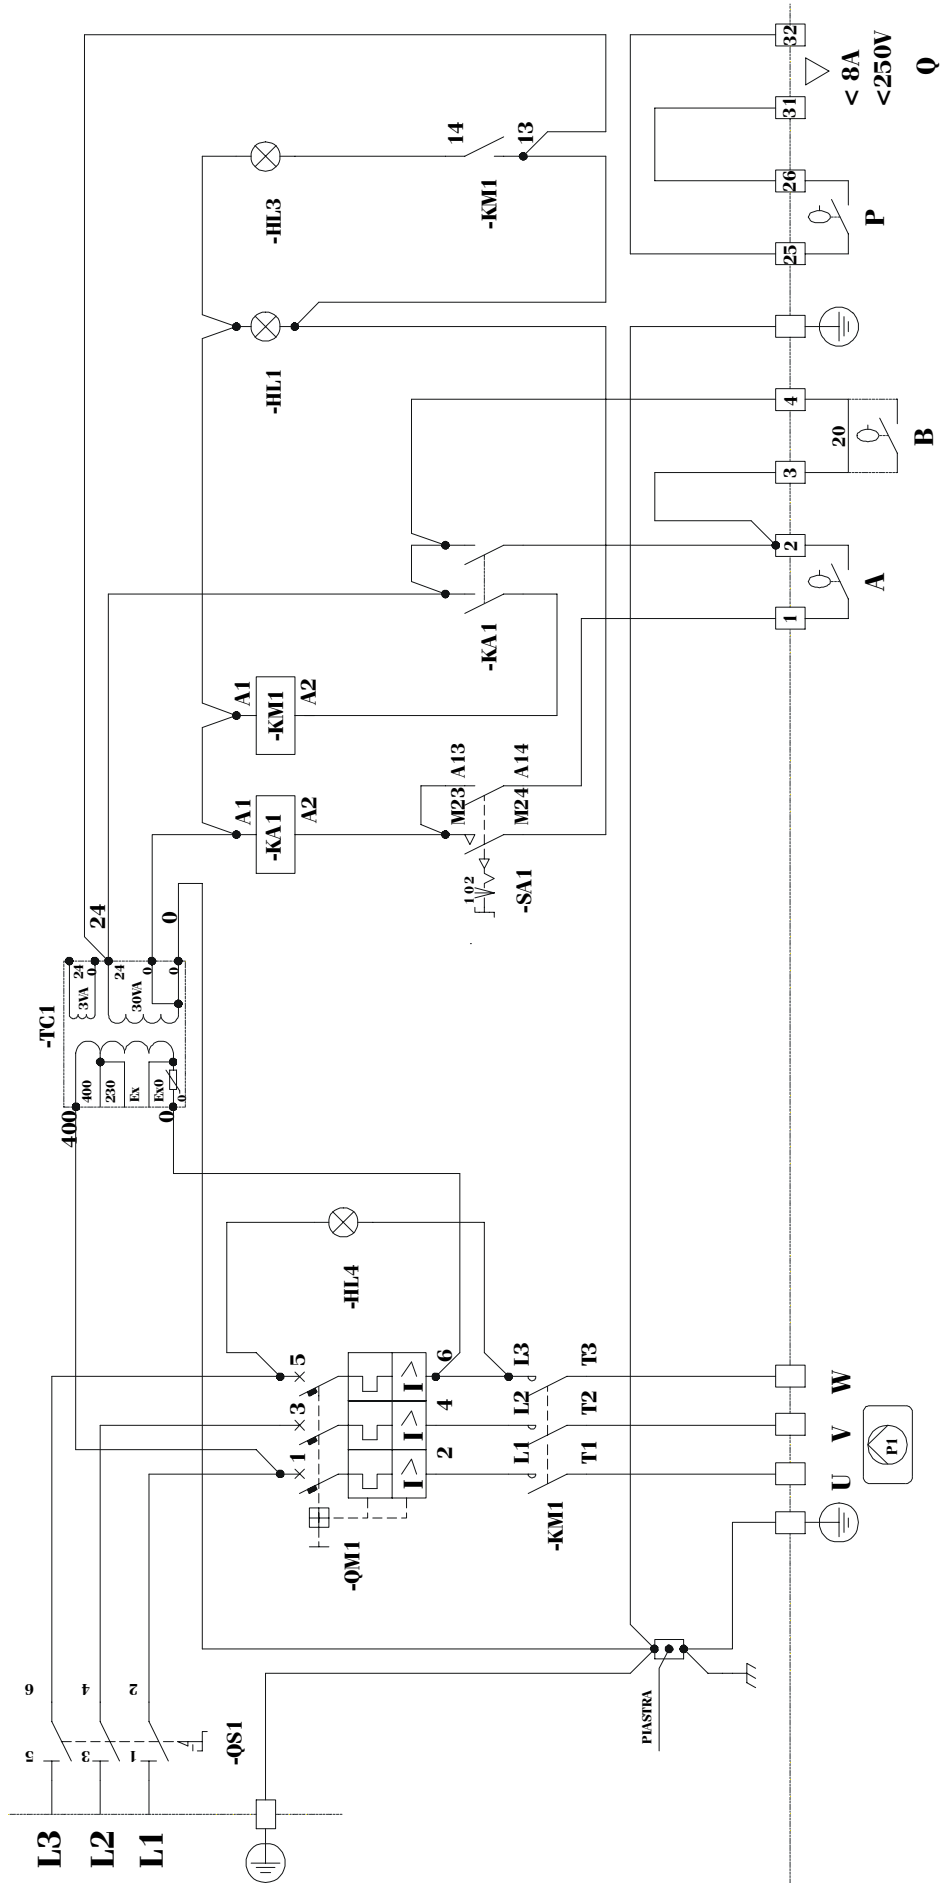 L3
L2
L1
5
6
3
4
1
2
-QS1
PIASTRA
-QM1
1
3
5
I>
I>
I>
2
4
6
-HL4
L1
L2
L3
T1
T2
T3
-KM1
U
V
W
P1
-TC1
400
0
400
230
Ex
Ex0
0
3VA
30VA
24
0
24
0
0
24
0
A1
-KA1
A2
A1
-KM1
A2
102
-SA1
M23
A13
M24
A14
-KA1
-HL1
-HL3
14
-KM1
13
1
2
3
4
25
26
31
32
A
20
B
P
< 8A
<250V
Q